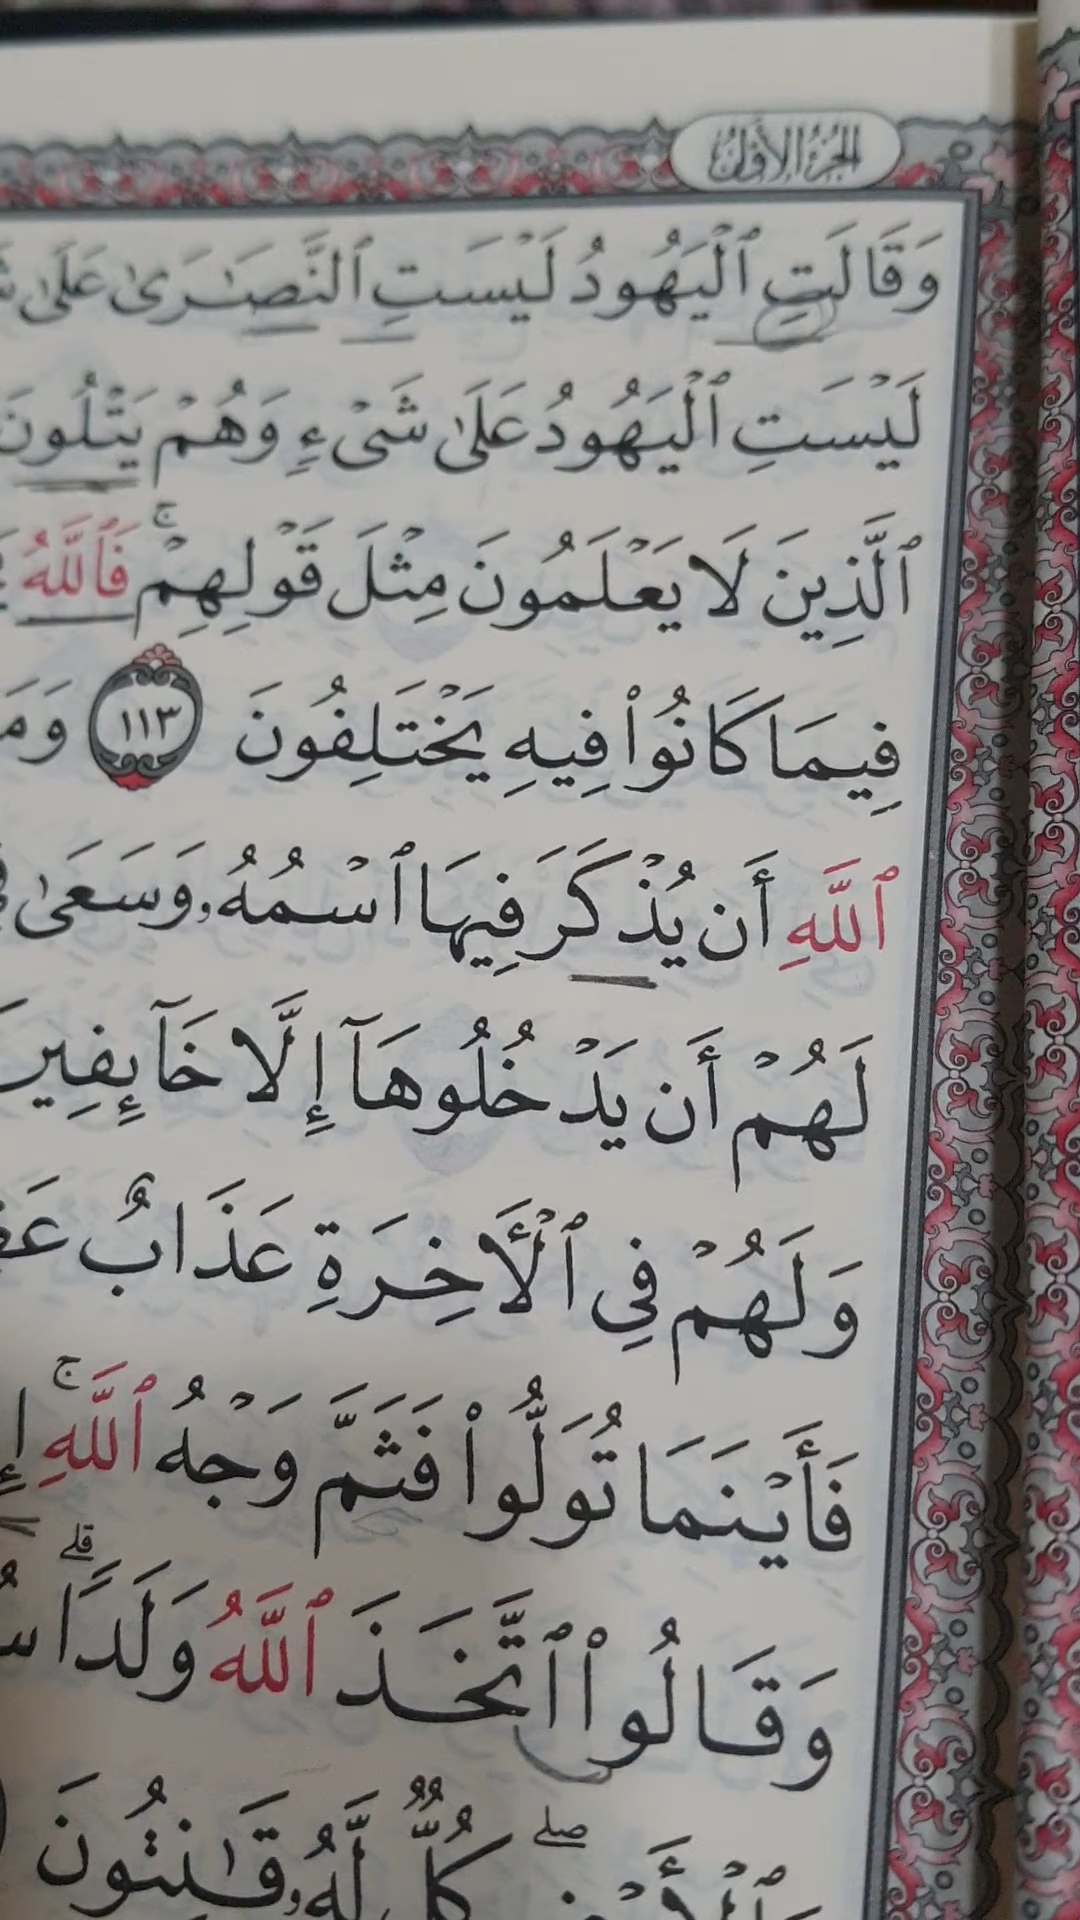 الجزء الأول
وَقَالَتِ ٱلْيَهُودُ لَيْسَتِ ٱلنَّصَٰرَىٰ عَلَىٰ
لَيْسَتِ ٱلْيَهُودُ عَلَىٰ شَىْءٍ وَهُمْ يَتْلُونَ
ٱلَّذِينَ لَا يَعْلَمُونَ مِثْلَ قَوْلِهِمْ ۚ فَٱللَّهُ
فِيمَا كَانُوا۟ فِيهِ يَخْتَلِفُونَ ١١٣
ٱللَّهِ أَن يُذْكَرَ فِيهَا ٱسْمُهُۥ وَسَعَىٰ
لَهُمْ أَن يَدْخُلُوهَآ إِلَّا خَآئِفِين
وَلَهُمْ فِى ٱلْأَخِرَةِ عَذَابٌ
فَأَيْنَمَا تُوَلُّوا۟ فَثَمَّ وَجْهُ ٱللَّهِ ۚ
وَقَالُوا۟ ٱتَّخَذَ ٱللَّهُ وَلَدًا ۗ
وَٱلْأَرْضِ ۖ كُلٌّ لَّهُۥ قَٰنِتُونَ